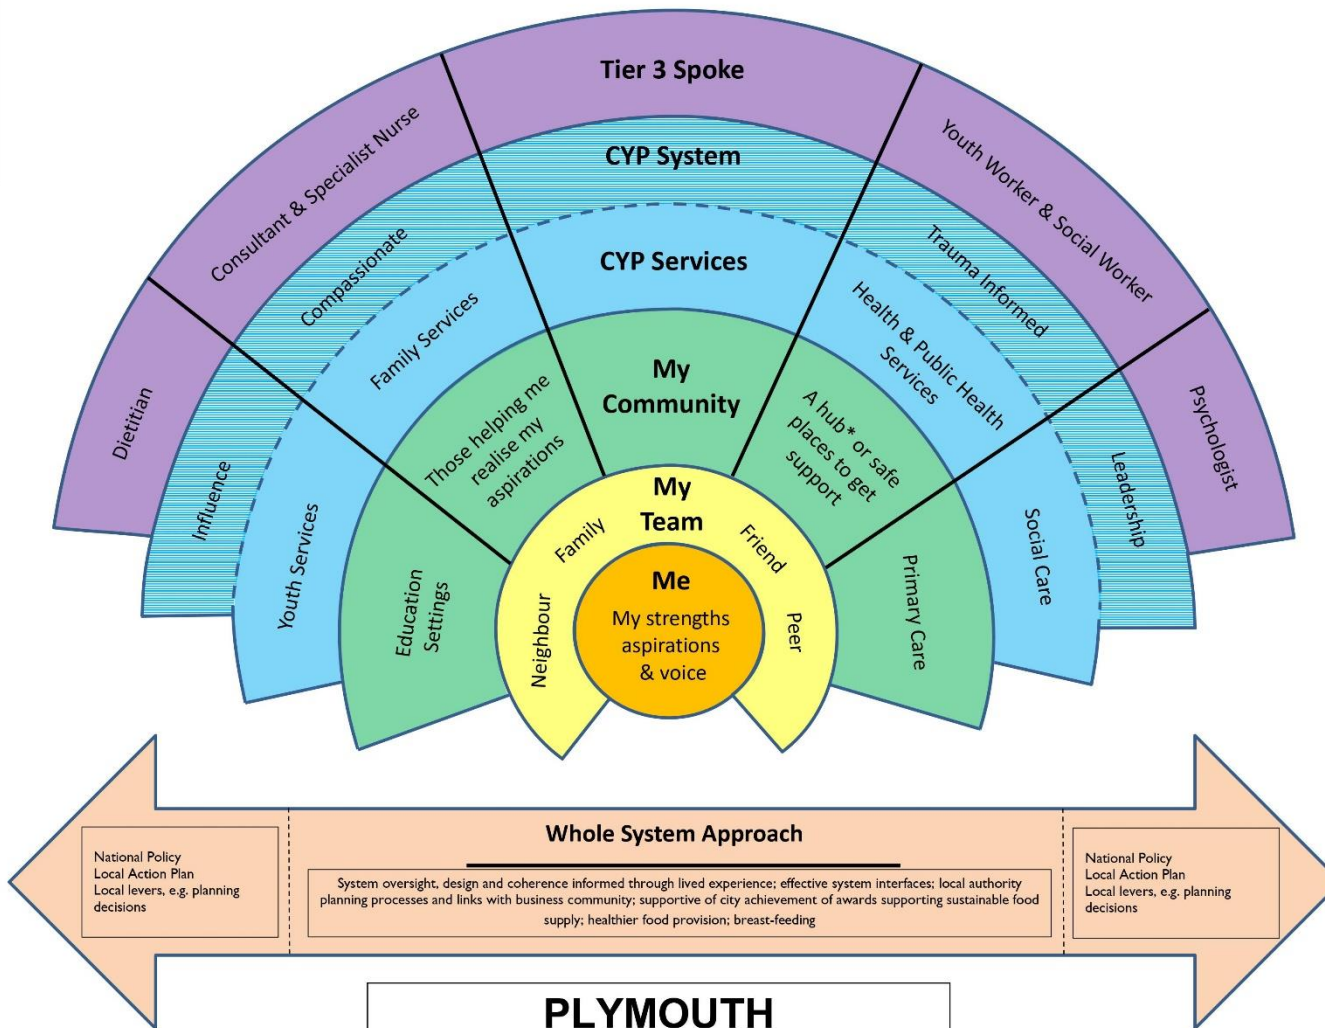 Tier 3 Spoke
Dietitian
Consultant & Specialist Nurse
Youth Worker & Social Worker
Psychologist
CYP System
Influence
Compassionate
Trauma Informed
Leadership
CYP Services
Youth Services
Family Services
Health & Public Health
Services
Social Care
My
Community
Education
Settings
Those helping me
realise my
aspirations
A hub* or safe
places to get
support
Primary Care
My
Team
Neighbour
Family
Friend
Peer
Me
My strengths
aspirations
& voice
Whole System Approach
National Policy
Local Action Plan
Local levers, e.g. planning
decisions
System oversight, design and coherence informed through lived experience; effective system interfaces; local authority
planning processes and links with business community; supportive of city achievement of awards supporting sustainable food
supply; healthier food provision; breast-feeding
National Policy
Local Action Plan
Local levers, e.g. planning
decisions
PLYMOUTH